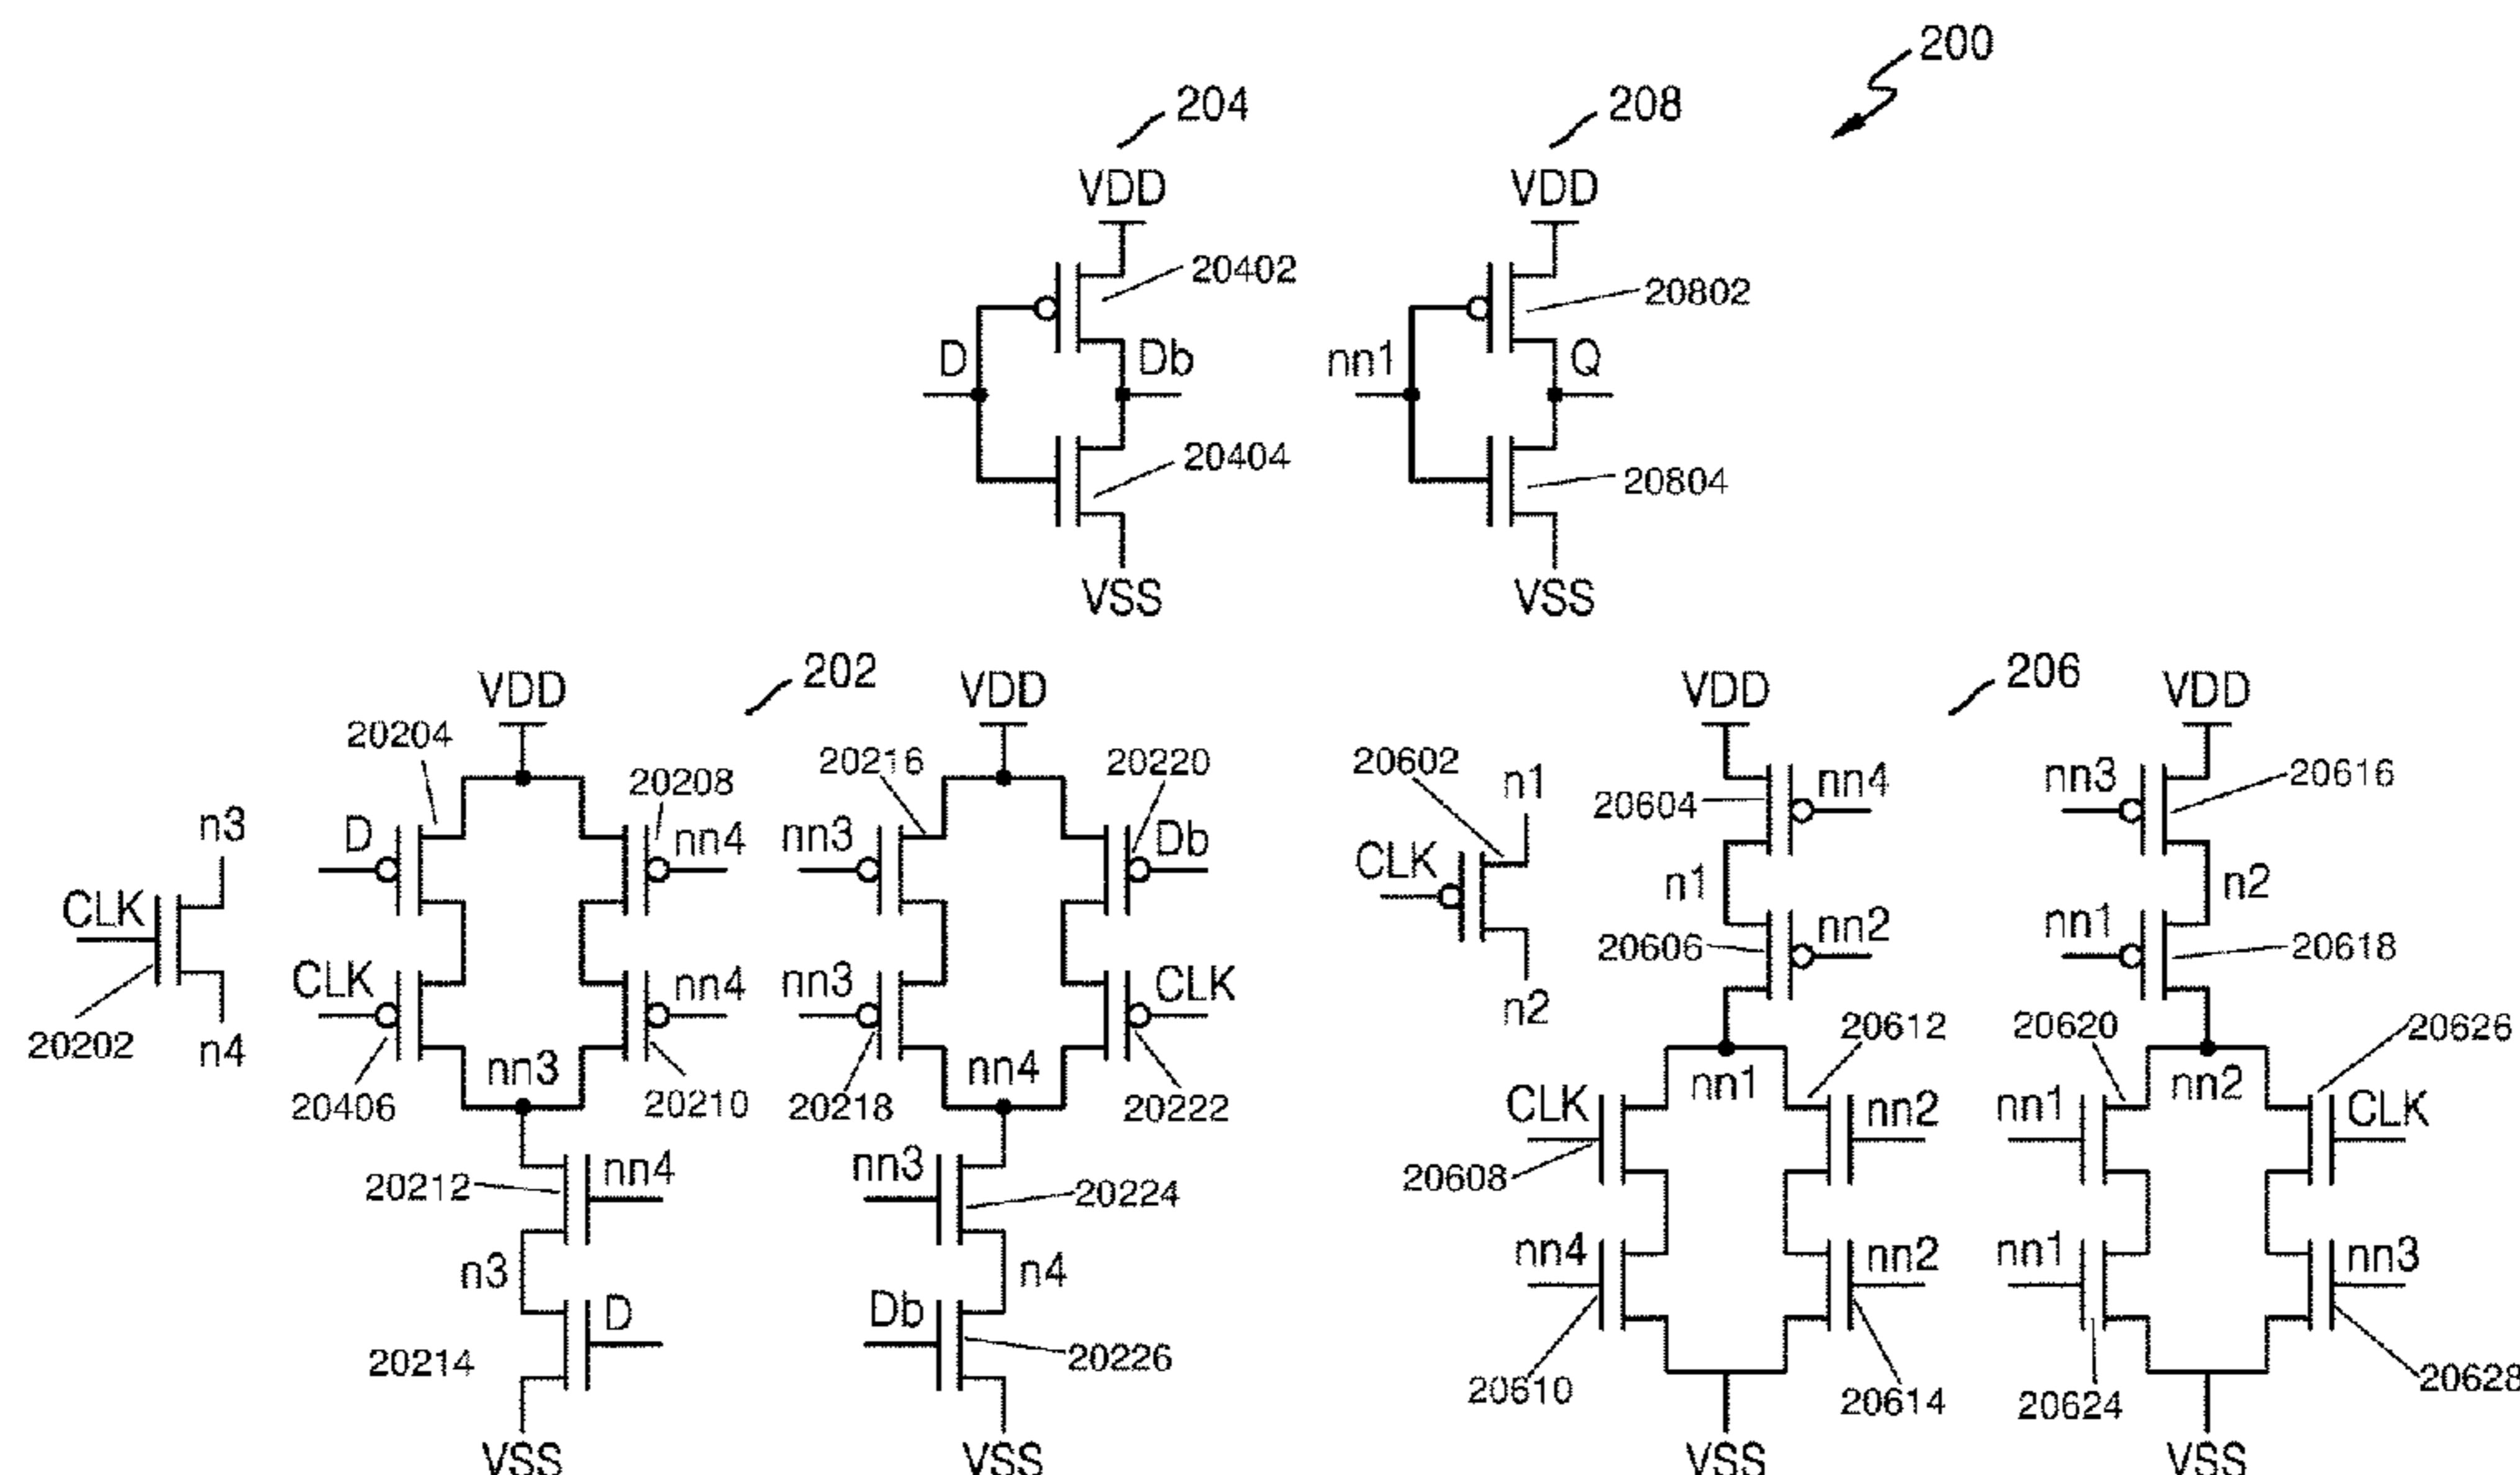 200
204
208
VDD
VDD
20402
20802
D
Db
nn1
Q
20404
20804
VSS
VSS
202
206
VDD
VDD
VDD
VDD
20204
20208
20216
20220
20602
n1
20604
nn4
nn3
20616
n3
D
nn4
nn3
Db
CLK
n1
n2
CLK
20606
nn2
nn1
20618
CLK
nn4
nn3
CLK
n2
20202
n4
20406
nn3
20210
20218
nn4
20222
20612
20620
20626
nn1
nn2
CLK
nn2
nn1
CLK
20608
20212
nn4
nn3
20224
n3
n4
nn4
nn2
nn1
nn3
D
Db
20214
20226
20610
20614
20624
20628
VSS
VSS
VSS
VSS